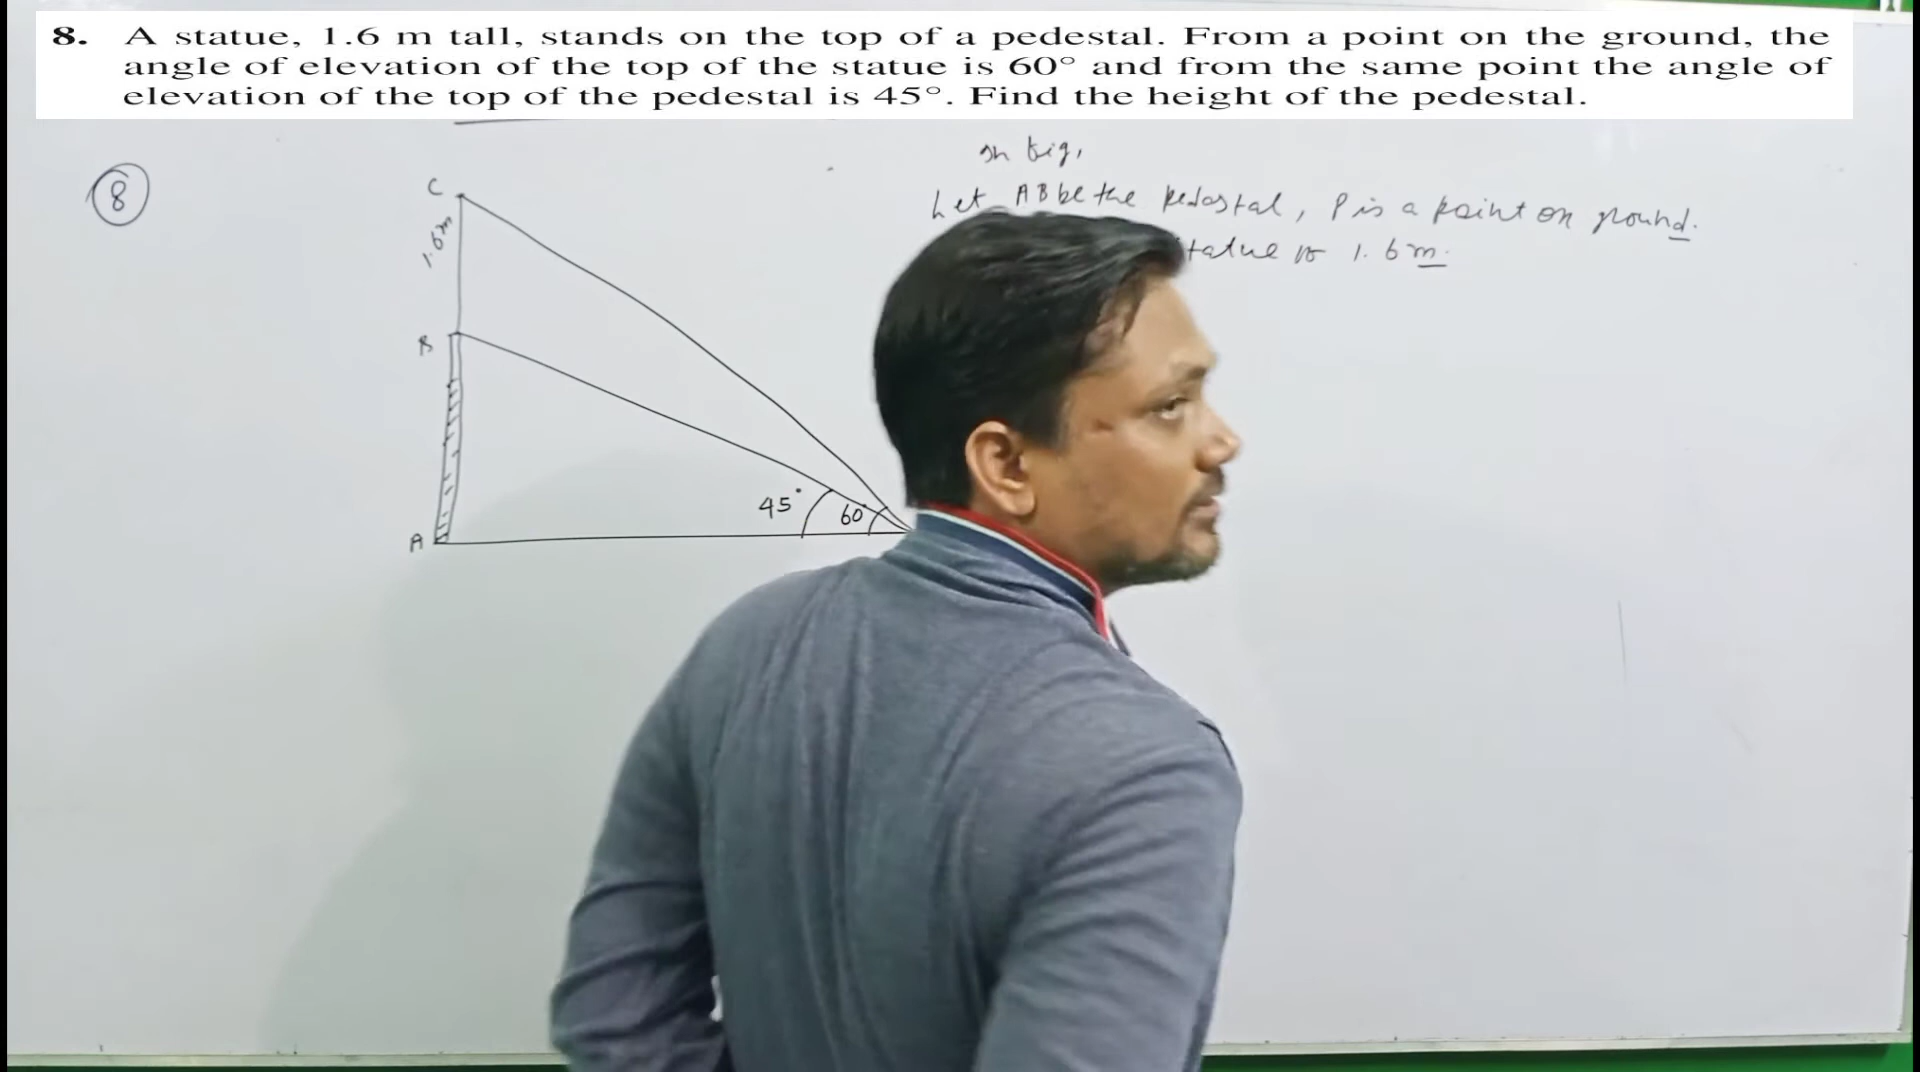 8. A statue, 1.6 m tall, stands on the top of a pedestal. From a point on the ground, the
angle of elevation of the top of the statue is 60° and from the same point the angle of
elevation of the top of the pedestal is 45°. Find the height of the pedestal.
In fig,
Let AB be the pedostal, P is a point on ground.
statue is 1.6m.
8
C
1.6m
B
45°
60
A